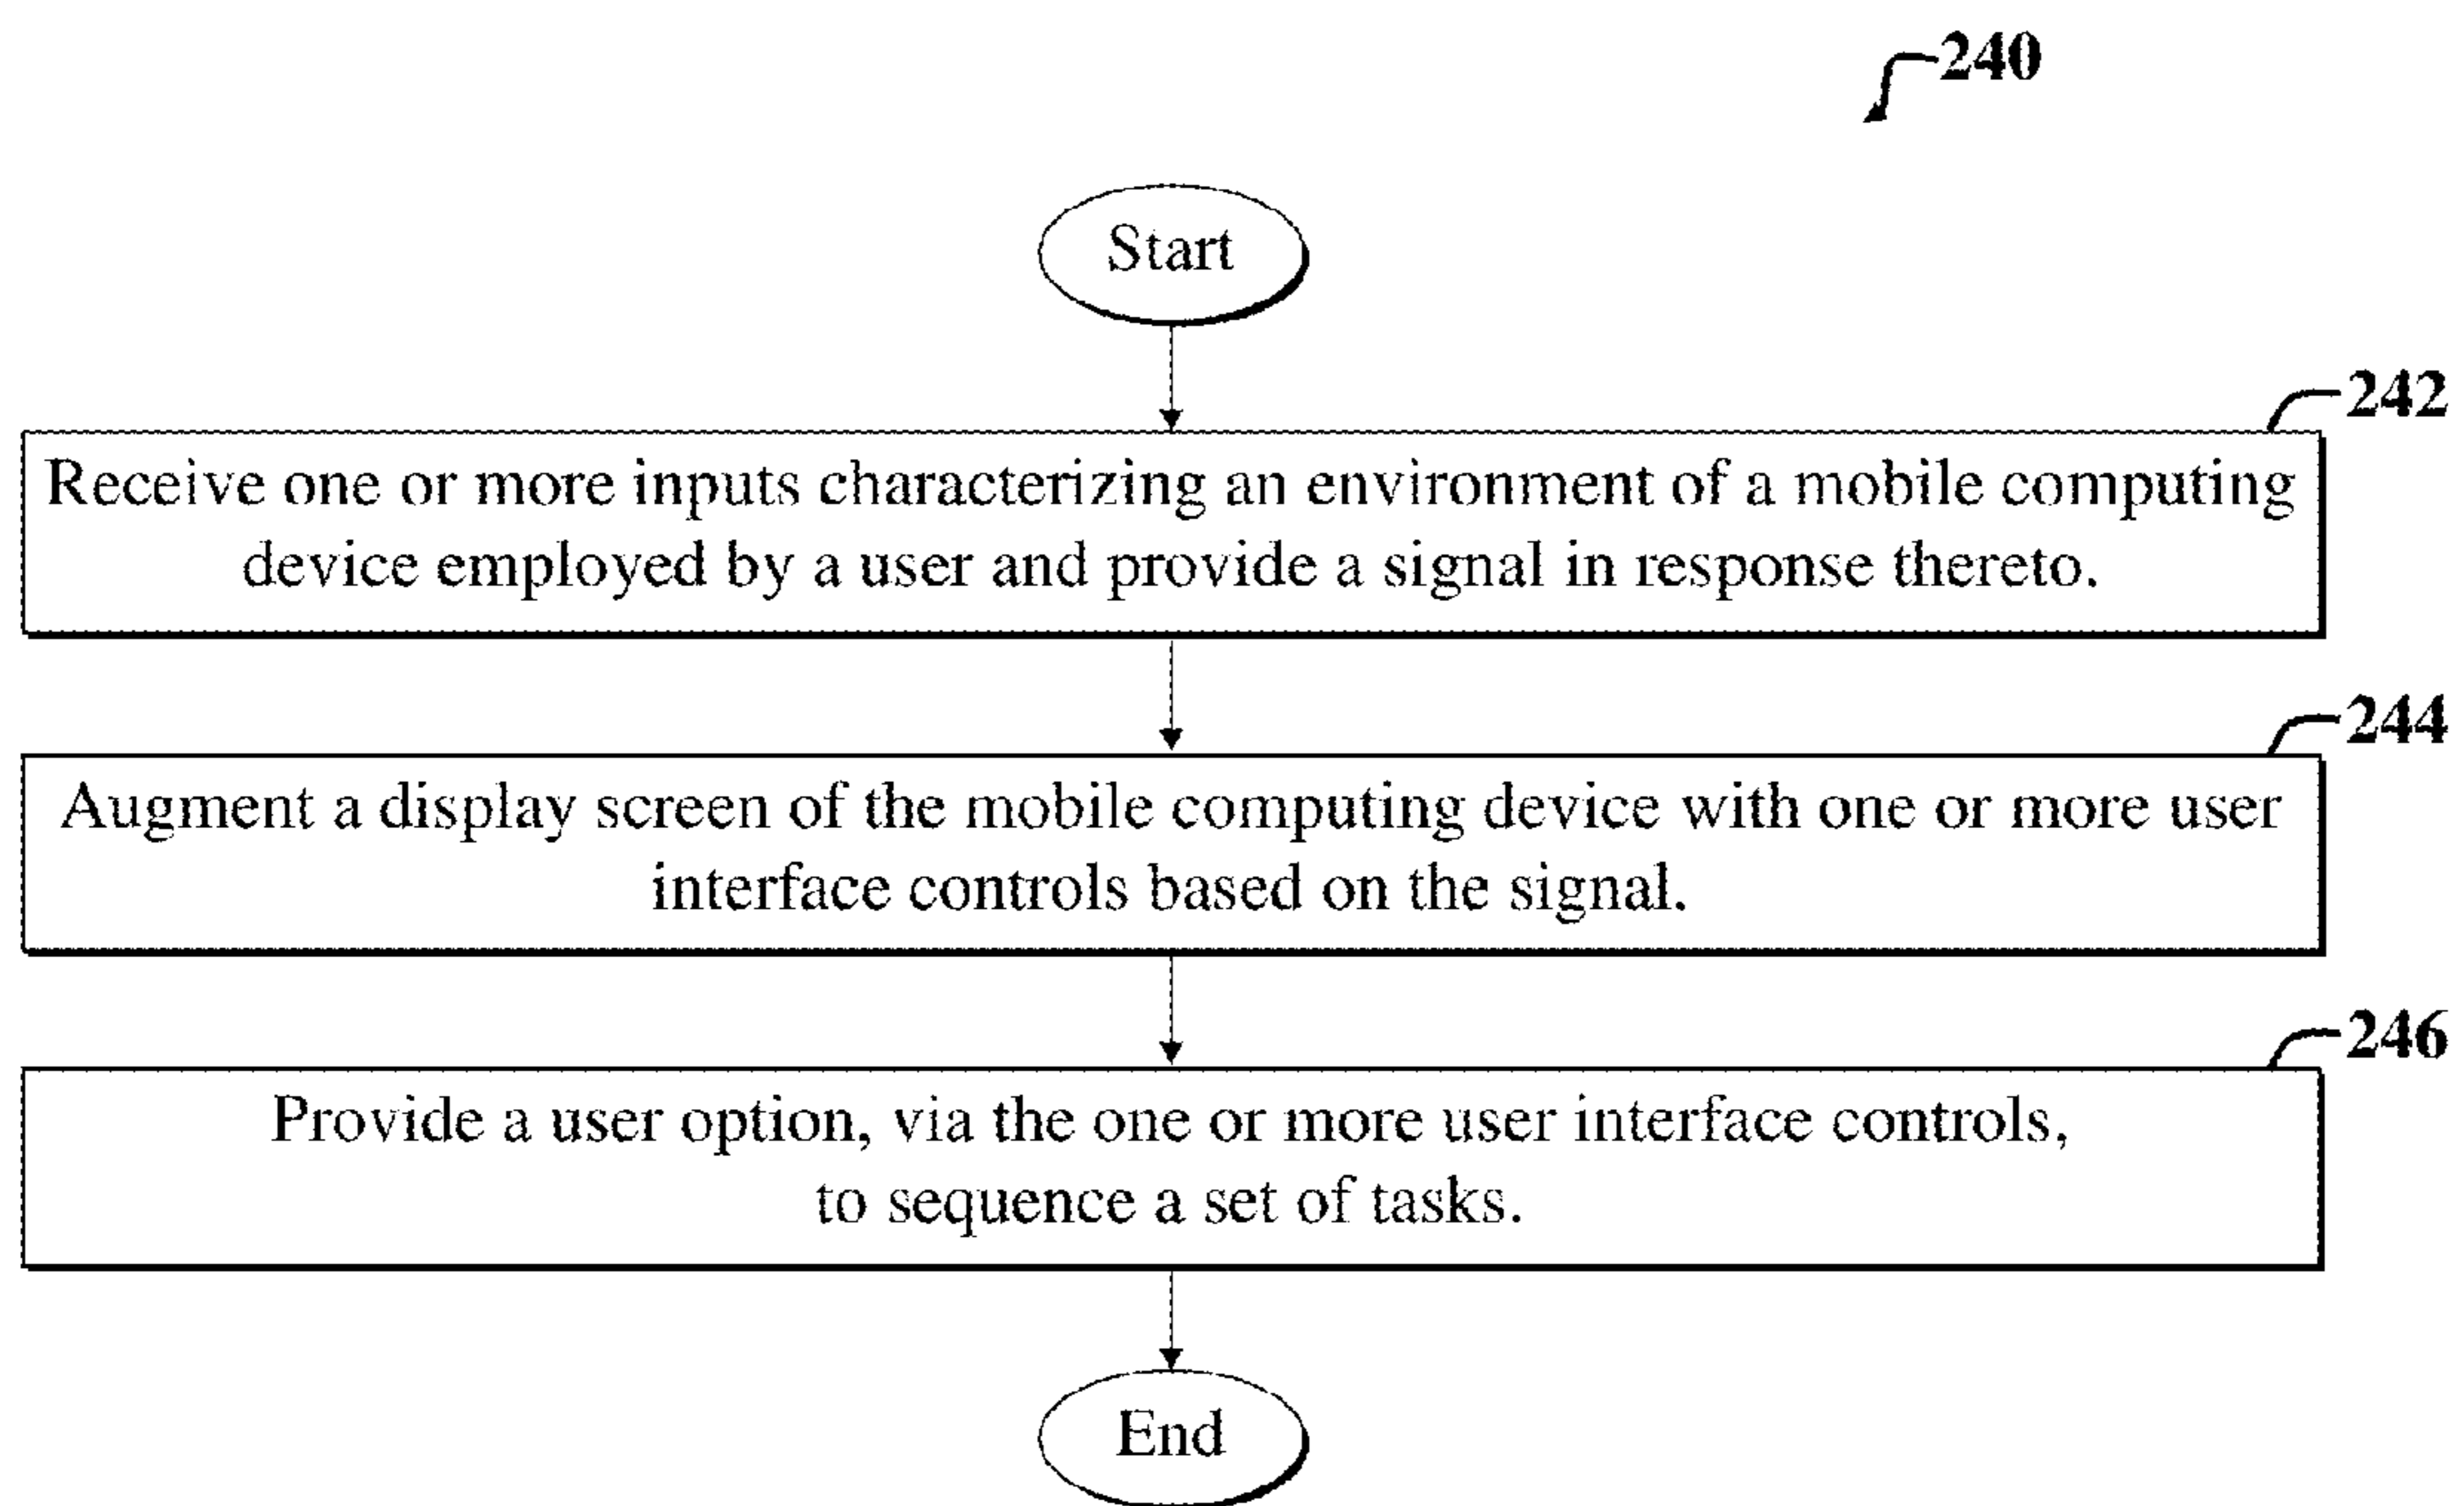 240
Start
242
Receive one or more inputs characterizing an environment of a mobile computing
device employed by a user and provide a signal in response thereto.
244
Augment a display screen of the mobile computing device with one or more user
interface controls based on the signal.
246
Provide a user option, via the one or more user interface controls,
to sequence a set of tasks.
End